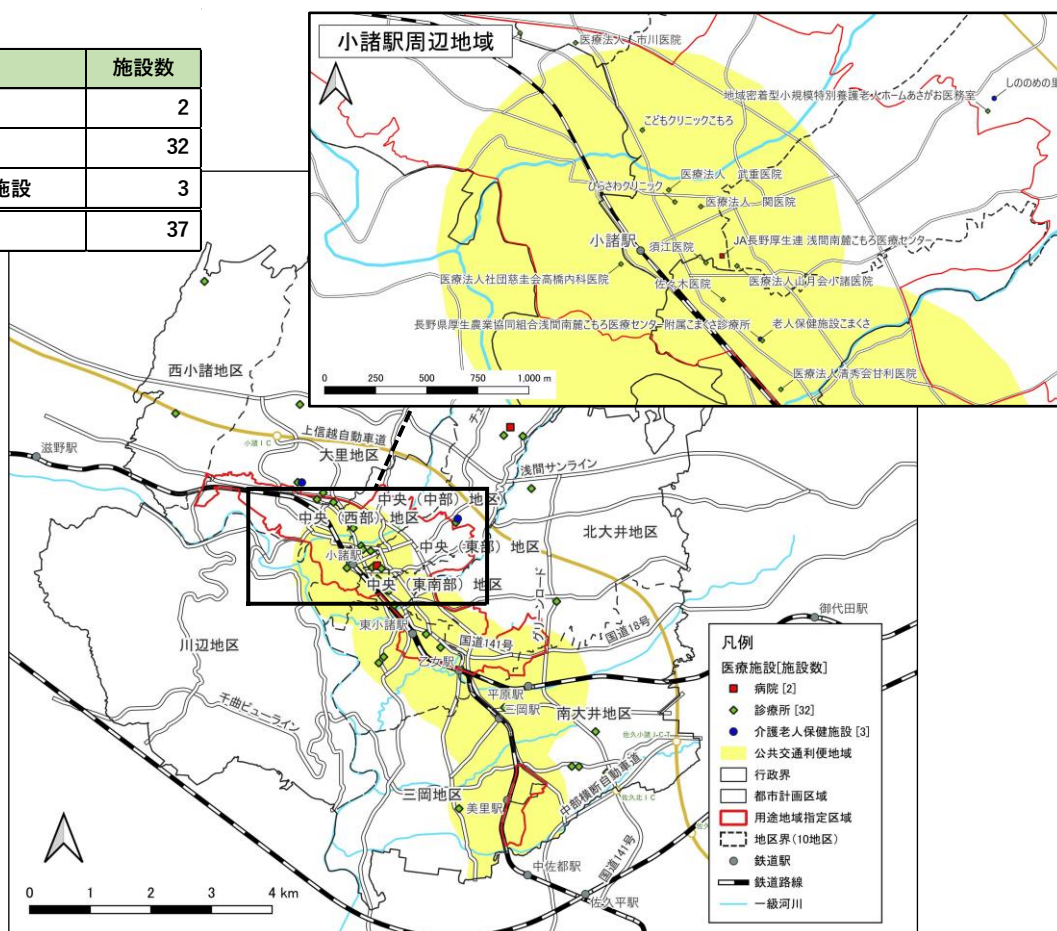 施設数
2
32
施設
3
37
小諸駅周辺地域
医療法人 市川医院
しののめの里
地域密着型小規模特別養護老人ホームあさがお医務室
こどもクリニックこもろ
医療法人 武重医院
ひらさわクリニック
医療法人 関医院
小諸駅
須江医院
JA長野厚生連 浅間南麓こもろ医療センター
医療法人社団慈圭会高橋内科医院
佐久木医院
医療法人山月会小諸医院
長野県厚生農業協同組合浅間南麓こもろ医療センター附属こまくさ診療所
老人保健施設こまくさ
医療法人清秀会甘利医院
0 250 500 750 1,000 m
西小諸地区
上信越自動車道
小諸IC
滋野駅
大里地区
浅間サンライン
中央(中部)地区
中央(西部)地区
北大井地区
中央(東部)地区
小諸駅
中央(東南部)地区
グリーンロード
御代田駅
東小諸駅
国道141号
国道18号
川辺地区
乙女駅
平原駅
三岡駅
南大井地区
千曲ビューライン
佐久小諸J.C.T
中部横断自動車道
三岡地区
佐久北IC
美里駅
国道141号
中佐都駅
佐久平駅
0 1 2 3 4 km
凡例
医療施設[施設数]
病院 [2]
診療所 [32]
介護老人保健施設 [3]
公共交通利便地域
行政界
都市計画区域
用途地域指定区域
地区界(10地区)
鉄道駅
鉄道路線
一級河川